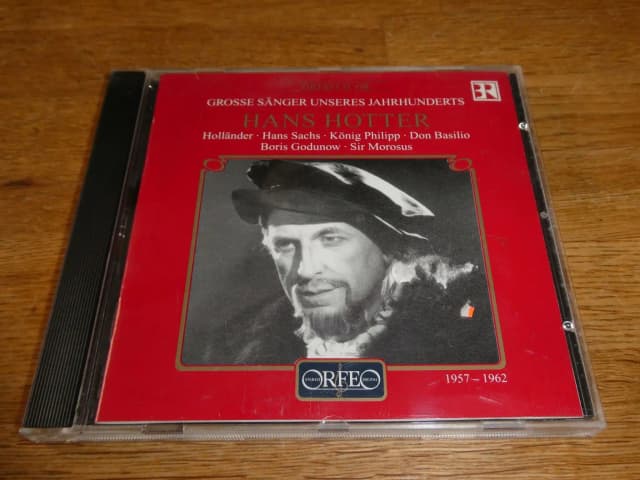 GROSSE SÄNGER UNSERES JAHRHUNDERTS
BR
HANS HOTTER
Holländer · Hans Sachs · König Philipp · Don Basilio
Boris Godunow · Sir Morosus
ORFEO
1957 – 1962